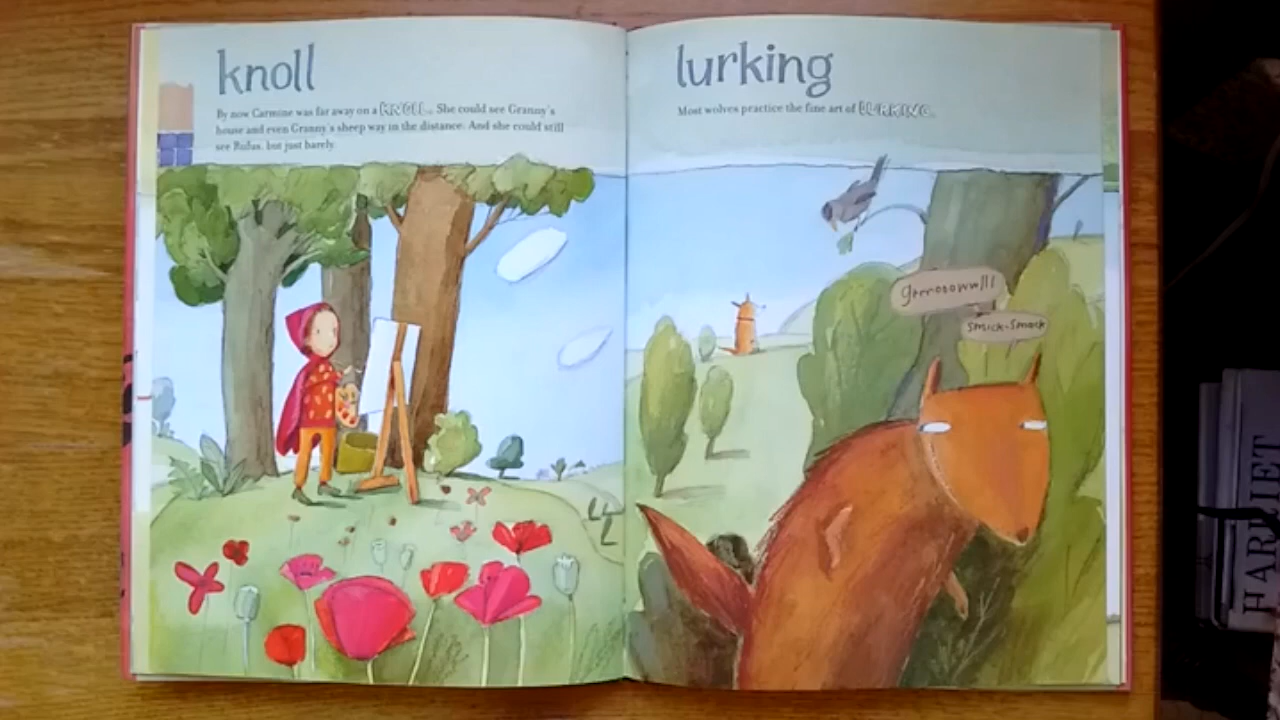 knoll
By now Carmine was far away on a KNOLL. She could see Granny's
house and even Granny's sheep way in the distance. And she could still
see Rufus, but just barely.
lurking
Most wolves practice the fine art of LURKING.
grrrooowwlll
smick-smack
HARRIET